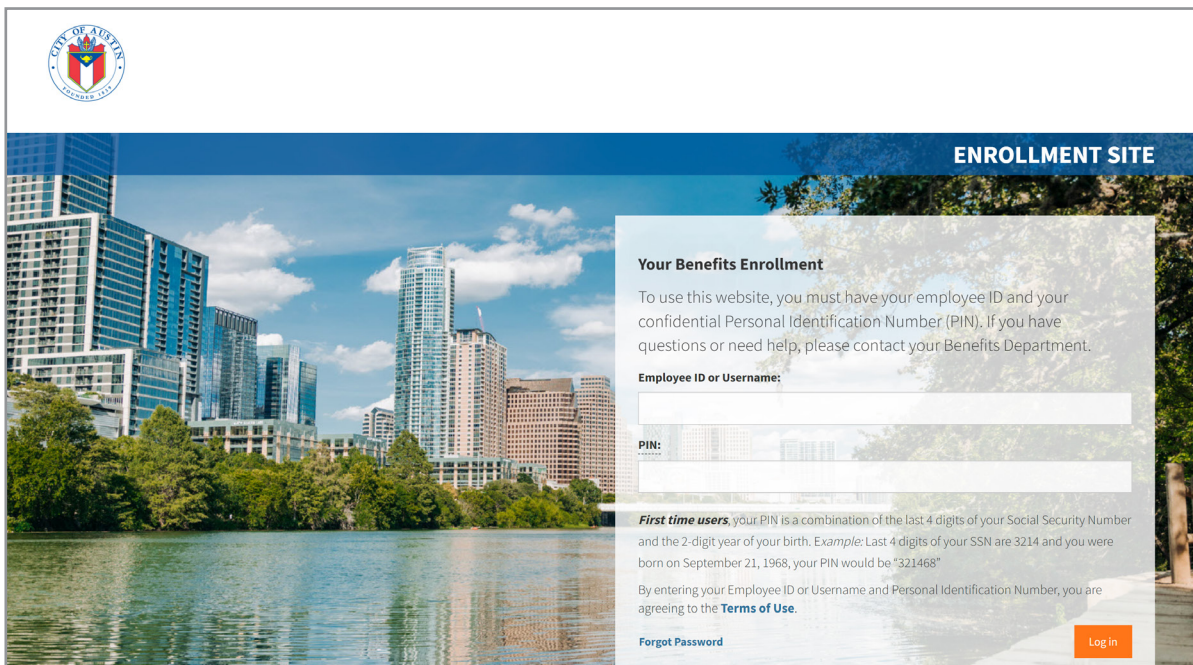 CITY OF AUSTIN
FOUNDED 1839
ENROLLMENT SITE
Your Benefits Enrollment
To use this website, you must have your employee ID and your
confidential Personal Identification Number (PIN). If you have
questions or need help, please contact your Benefits Department.
Employee ID or Username:
PIN:
First time users, your PIN is a combination of the last 4 digits of your Social Security Number
and the 2-digit year of your birth. Example: Last 4 digits of your SSN are 3214 and you were
born on September 21, 1968, your PIN would be "321468"
By entering your Employee ID or Username and Personal Identification Number, you are
agreeing to the Terms of Use.
Forgot Password
Log in